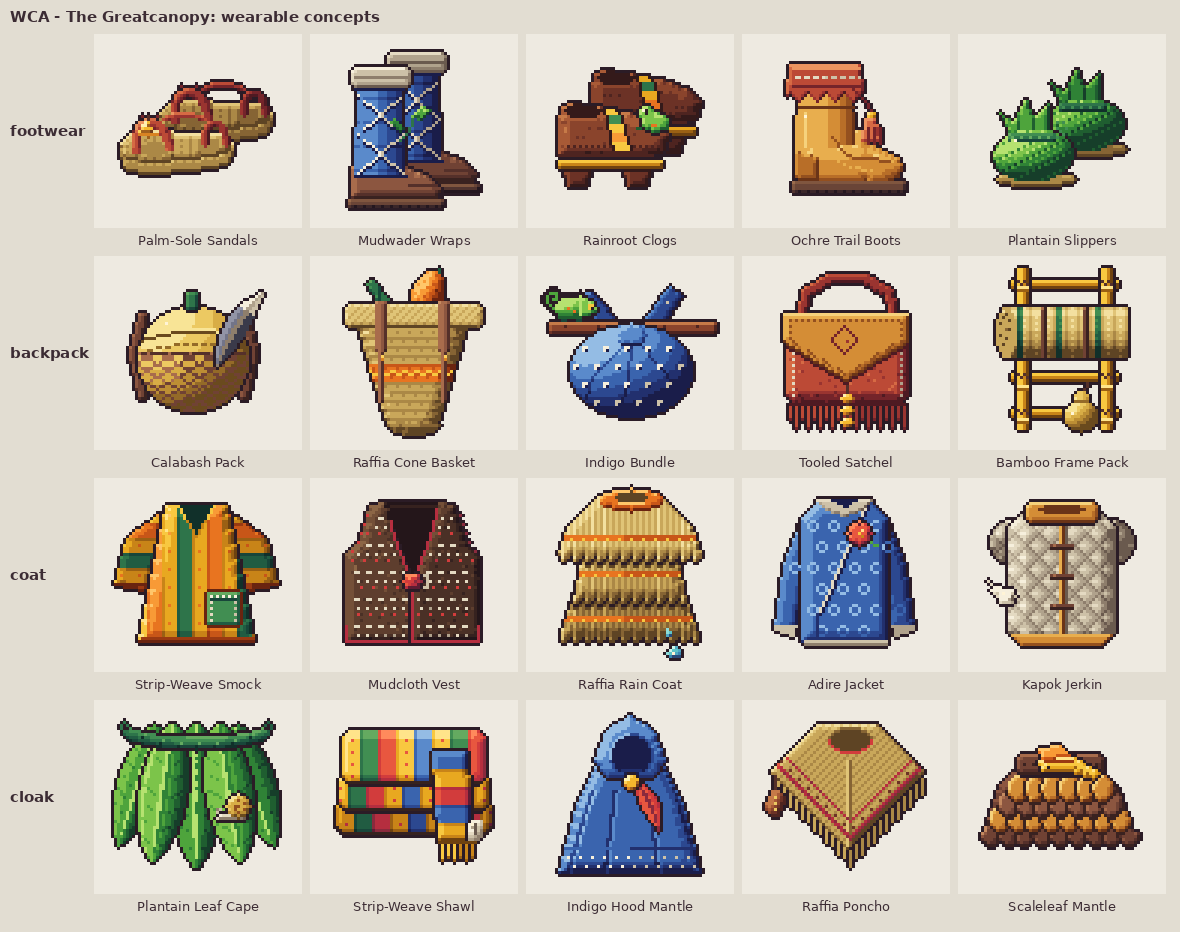 WCA - The Greatcanopy: wearable concepts
footwear
Palm-Sole Sandals
Mudwader Wraps
Rainroot Clogs
Ochre Trail Boots
Plantain Slippers
backpack
Calabash Pack
Raffia Cone Basket
Indigo Bundle
Tooled Satchel
Bamboo Frame Pack
coat
Strip-Weave Smock
Mudcloth Vest
Raffia Rain Coat
Adire Jacket
Kapok Jerkin
cloak
Plantain Leaf Cape
Strip-Weave Shawl
Indigo Hood Mantle
Raffia Poncho
Scaleleaf Mantle